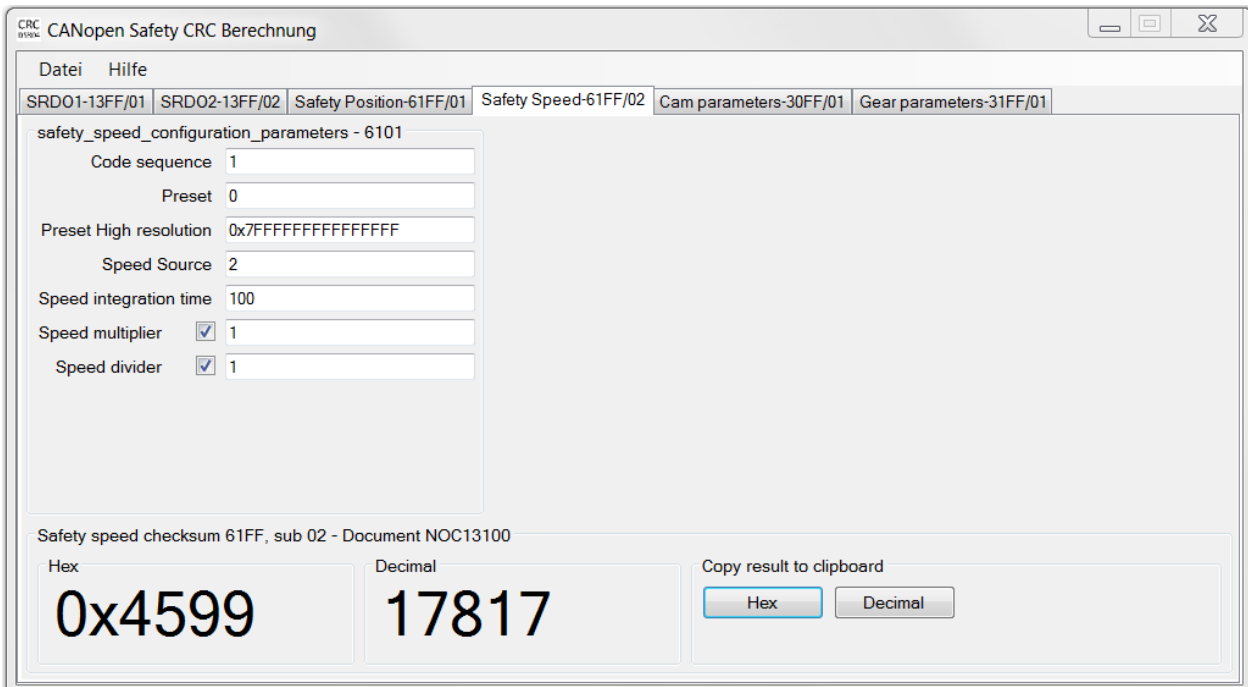 CRC CANopen Safety CRC Berechnung
Datei Hilfe
SRDO1-13FF/01 SRDO2-13FF/02 Safety Position-61FF/01 Safety Speed-61FF/02 Cam parameters-30FF/01 Gear parameters-31FF/01
safety_speed_configuration_parameters - 6101
Code sequence 1
Preset 0
Preset High resolution 0x7FFFFFFFFFFFFFFF
Speed Source 2
Speed integration time 100
Speed multiplier 1
Speed divider 1
Safety speed checksum 61FF, sub 02 - Document NOC13100
Hex Decimal Copy result to clipboard
0x4599 17817 Hex Decimal